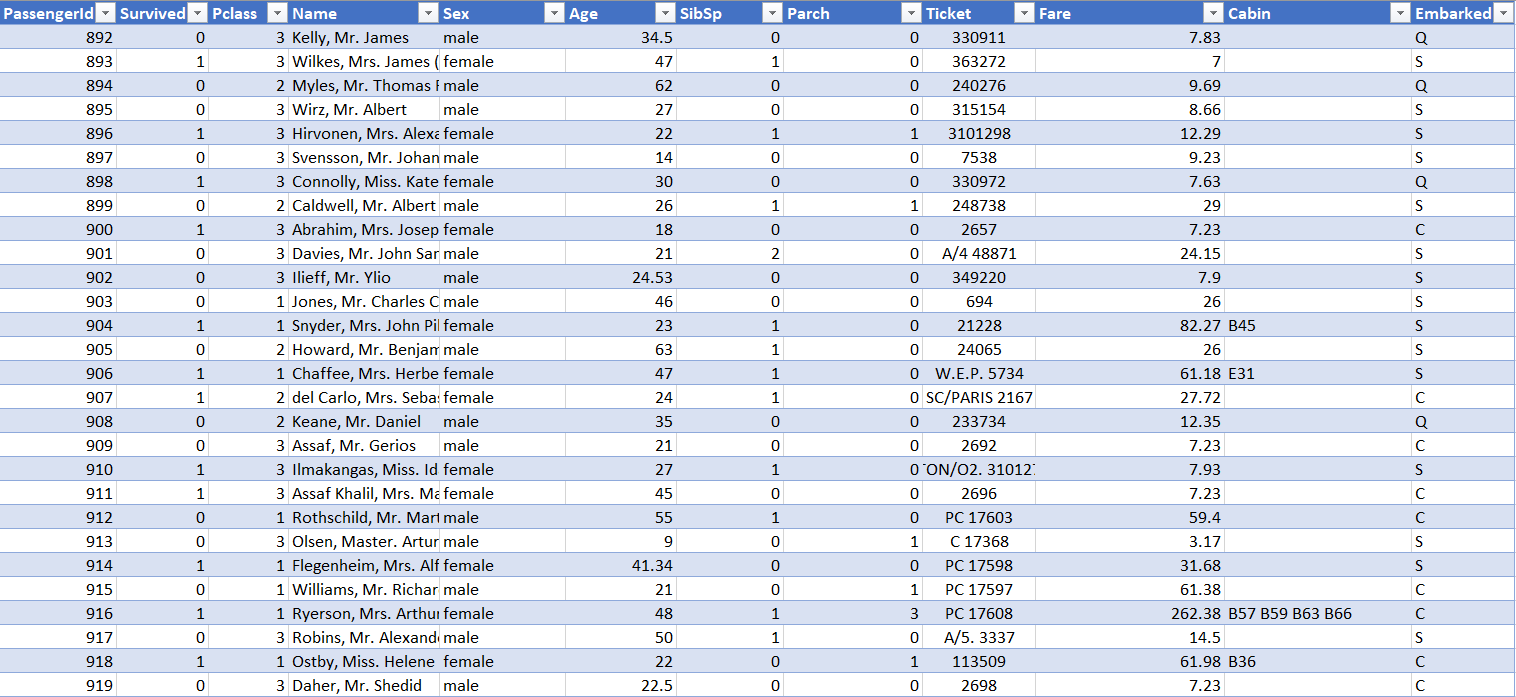 PassengerId Survived Pclass Name Sex Age SibSp Parch Ticket Fare Cabin Embarked
892 0 3 Kelly, Mr. James male 34.5 0 0 330911 7.83 Q
893 1 3 Wilkes, Mrs. James ( female 47 1 0 363272 7 S
894 0 2 Myles, Mr. Thomas male 62 0 0 240276 9.69 Q
895 0 3 Wirz, Mr. Albert male 27 0 0 315154 8.66 S
896 1 3 Hirvonen, Mrs. Alexa female 22 1 1 3101298 12.29 S
897 0 3 Svensson, Mr. Johan male 14 0 0 7538 9.23 S
898 1 3 Connolly, Miss. Kate female 30 0 0 330972 7.63 Q
899 0 2 Caldwell, Mr. Albert male 26 1 1 248738 29 S
900 1 3 Abrahim, Mrs. Josep female 18 0 0 2657 7.23 C
901 0 3 Davies, Mr. John Sar male 21 2 0 A/4 48871 24.15 S
902 0 3 Ilieff, Mr. Ylio male 24.53 0 0 349220 7.9 S
903 0 1 Jones, Mr. Charles C male 46 0 0 694 26 S
904 1 1 Snyder, Mrs. John Pil female 23 1 0 21228 82.27 B45 S
905 0 2 Howard, Mr. Benjam male 63 1 0 24065 26 S
906 1 1 Chaffee, Mrs. Herbe female 47 1 0 W.E.P. 5734 61.18 E31 S
907 1 2 del Carlo, Mrs. Sebas female 24 1 0 SC/PARIS 2167 27.72 C
908 0 2 Keane, Mr. Daniel male 35 0 0 233734 12.35 Q
909 0 3 Assaf, Mr. Gerios male 21 0 0 2692 7.23 C
910 1 3 Ilmakangas, Miss. Id female 27 1 0 TON/O2. 310127 7.93 S
911 1 3 Assaf Khalil, Mrs. Ma female 45 0 0 2696 7.23 C
912 0 1 Rothschild, Mr. Mart male 55 1 0 PC 17603 59.4 C
913 0 3 Olsen, Master. Artur male 9 0 1 C 17368 3.17 S
914 1 1 Flegenheim, Mrs. Alf female 41.34 0 0 PC 17598 31.68 S
915 0 1 Williams, Mr. Richar male 21 0 1 PC 17597 61.38 C
916 1 1 Ryerson, Mrs. Arthur female 48 1 3 PC 17608 262.38 B57 B59 B63 B66 C
917 0 3 Robins, Mr. Alexand male 50 1 0 A/5. 3337 14.5 S
918 1 1 Ostby, Miss. Helene female 22 0 1 113509 61.98 B36 C
919 0 3 Daher, Mr. Shedid male 22.5 0 0 2698 7.23 C